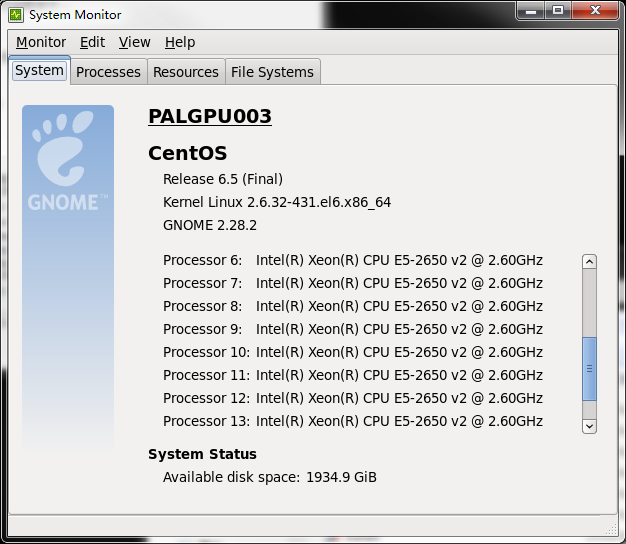 System Monitor
Monitor Edit View Help
System Processes Resources File Systems
GNOME™
PALGPU003
CentOS
Release 6.5 (Final)
Kernel Linux 2.6.32-431.el6.x86_64
GNOME 2.28.2
Processor 6: Intel(R) Xeon(R) CPU E5-2650 v2 @ 2.60GHz
Processor 7: Intel(R) Xeon(R) CPU E5-2650 v2 @ 2.60GHz
Processor 8: Intel(R) Xeon(R) CPU E5-2650 v2 @ 2.60GHz
Processor 9: Intel(R) Xeon(R) CPU E5-2650 v2 @ 2.60GHz
Processor 10: Intel(R) Xeon(R) CPU E5-2650 v2 @ 2.60GHz
Processor 11: Intel(R) Xeon(R) CPU E5-2650 v2 @ 2.60GHz
Processor 12: Intel(R) Xeon(R) CPU E5-2650 v2 @ 2.60GHz
Processor 13: Intel(R) Xeon(R) CPU E5-2650 v2 @ 2.60GHz
System Status
Available disk space: 1934.9 GiB